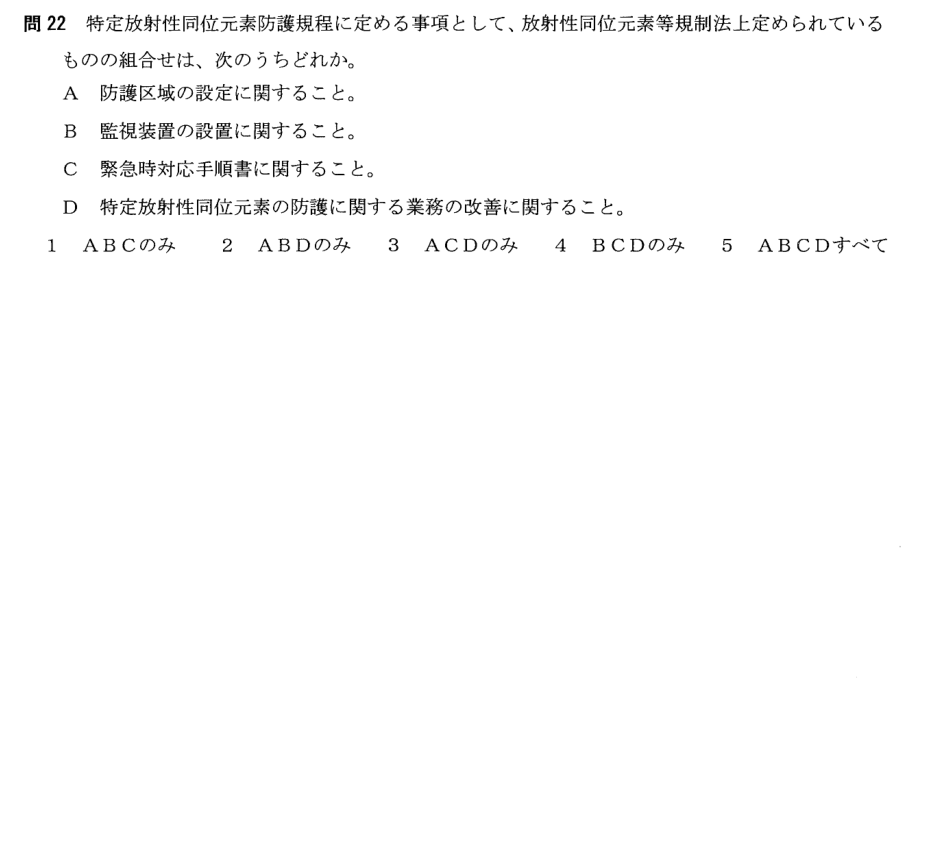 問22 特定放射性同位元素防護規程に定める事項として、放射性同位元素等規制法上定められている
ものの組合せは、次のうちどれか。
A 防護区域の設定に関すること。
B 監視装置の設置に関すること。
C 緊急時対応手順書に関すること。
D 特定放射性同位元素の防護に関する業務の改善に関すること。
1 ABCのみ 2 ABDのみ 3 ACDのみ 4 BCDのみ 5 ABCDすべて